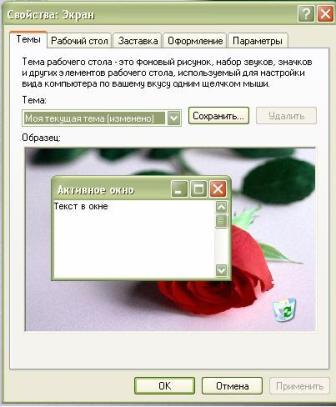 Свойства: Экран
Темы
Рабочий стол
Заставка
Оформление
Параметры
Тема рабочего стола - это фоновый рисунок, набор звуков, значков
и других элементов рабочего стола, используемый для настройки
вида компьютера по вашему вкусу одним щелчком мыши.
Тема:
Моя текущая тема (изменено)
Сохранить...
Удалить
Образец:
Активное окно
Текст в окне
OK
Отмена
Применить